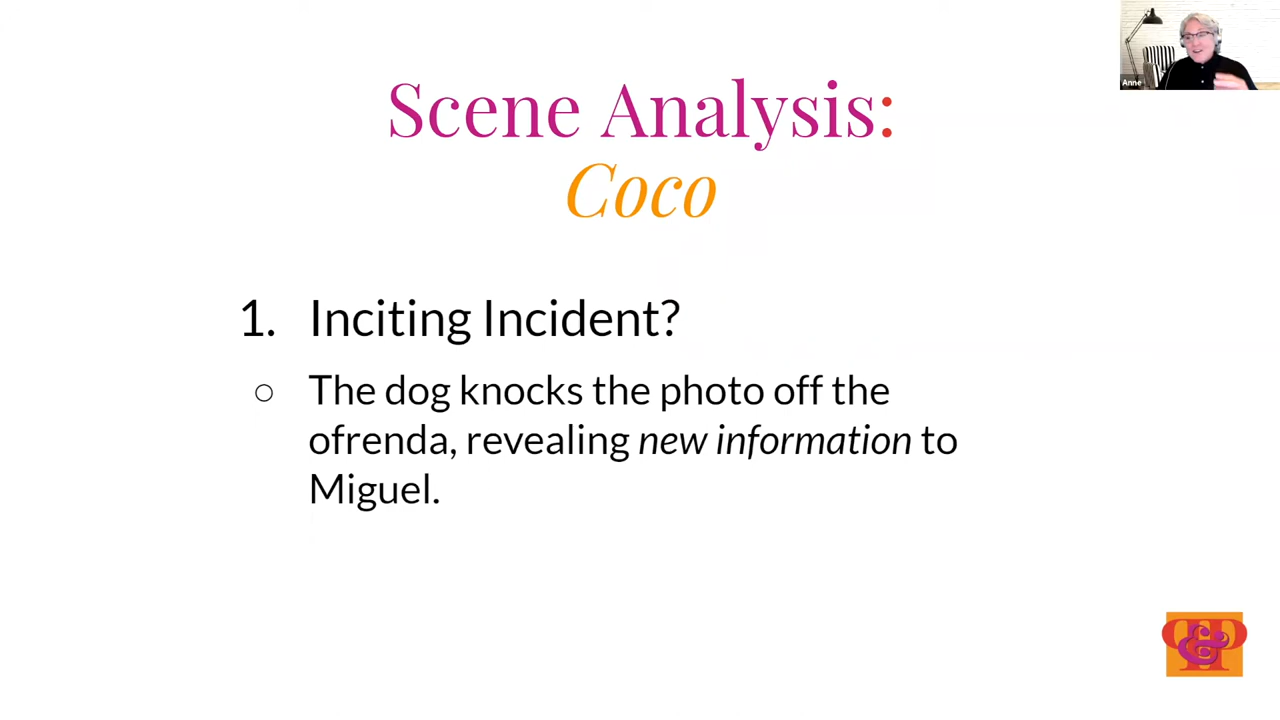 Anne
Scene Analysis:
Coco
1. Inciting Incident?
○ The dog knocks the photo off the
ofrenda, revealing new information to
Miguel.
P&P